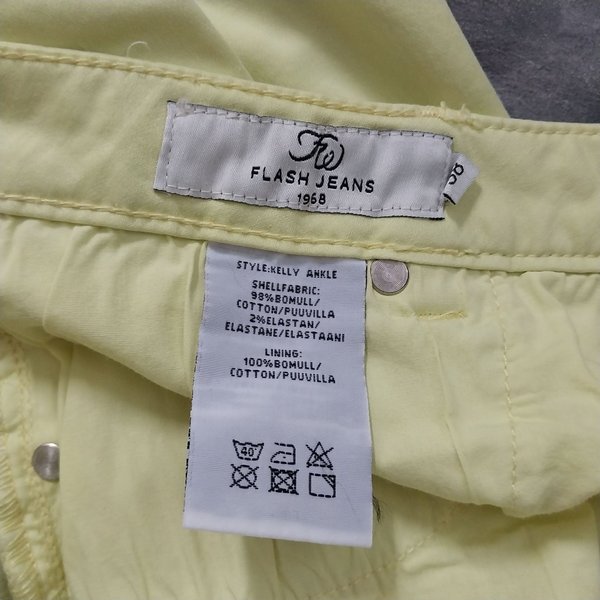 FW
FLASH JEANS
1968
STYLE:KELLY ANKLE
SHELLFABRIC:
98%BOMULL/
COTTON/PUUVILLA
2%ELASTAN/
ELASTANE/ELASTAANI
LINING:
100%BOMULL/
COTTON/PUUVILLA
40°